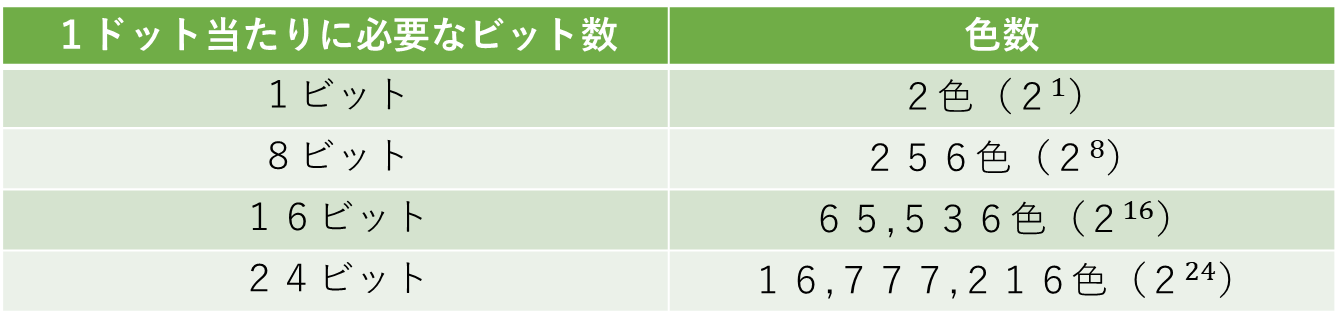 １ドット当たりに必要なビット数 色数
１ビット ２色（２¹）
８ビット ２５６色（２⁸）
１６ビット ６５,５３６色（２¹⁶）
２４ビット １６,７７７,２１６色（２²⁴）